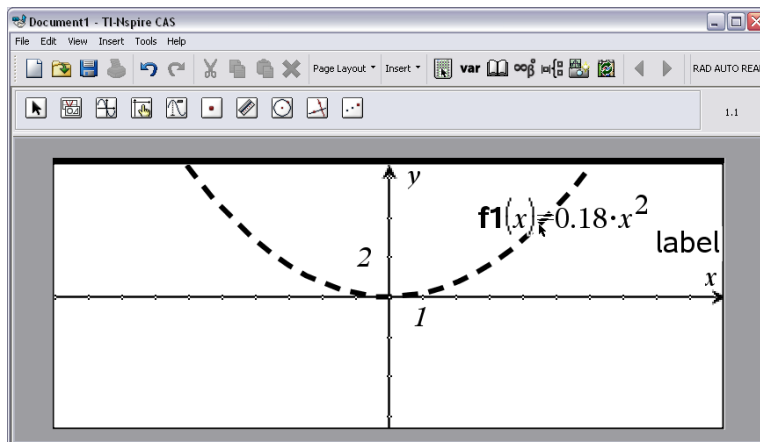 Document1 - TI-Nspire CAS
File Edit View Insert Tools Help
Page Layout Insert var ∞β° RAD AUTO REAL
1.1
y
f1(x)=0.18·x²
label
2
x
1